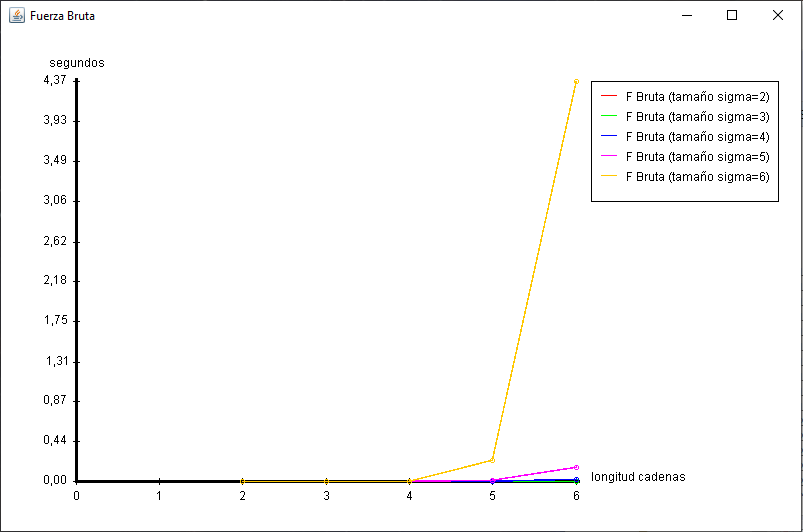 Fuerza Bruta
segundos
4,37
3,93
3,49
3,06
2,62
2,18
1,75
1,31
0,87
0,44
0,00
0 1 2 3 4 5 6
longitud cadenas
F Bruta (tamaño sigma=2)
F Bruta (tamaño sigma=3)
F Bruta (tamaño sigma=4)
F Bruta (tamaño sigma=5)
F Bruta (tamaño sigma=6)